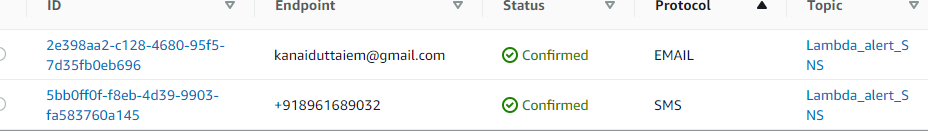 ID Endpoint Status Protocol Topic
2e398aa2-c128-4680-95f5-7d35fb0eb696 kanaiduttaiem@gmail.com Confirmed EMAIL Lambda_alert_SNS
5bb0ff0f-f8eb-4d39-9903-fa583760a145 +918961689032 Confirmed SMS Lambda_alert_SNS